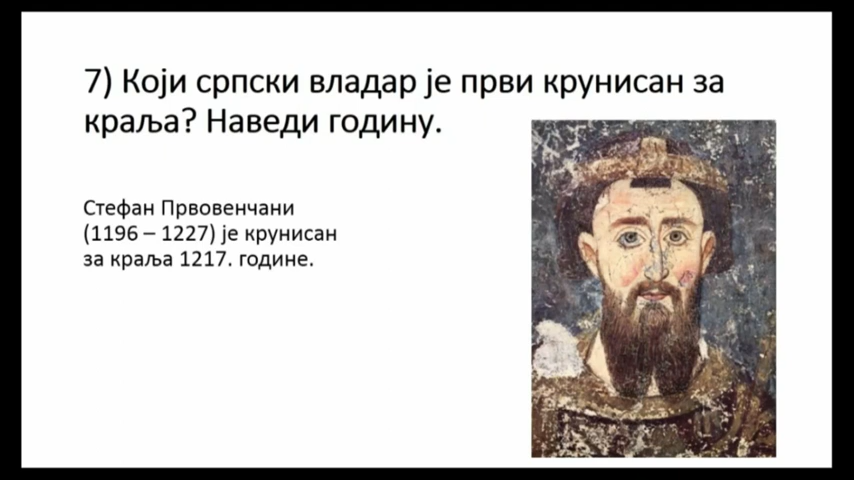 7) Који српски владар је први крунисан за
краља? Наведи годину.
Стефан Првовенчани
(1196 – 1227) је крунисан
за краља 1217. године.